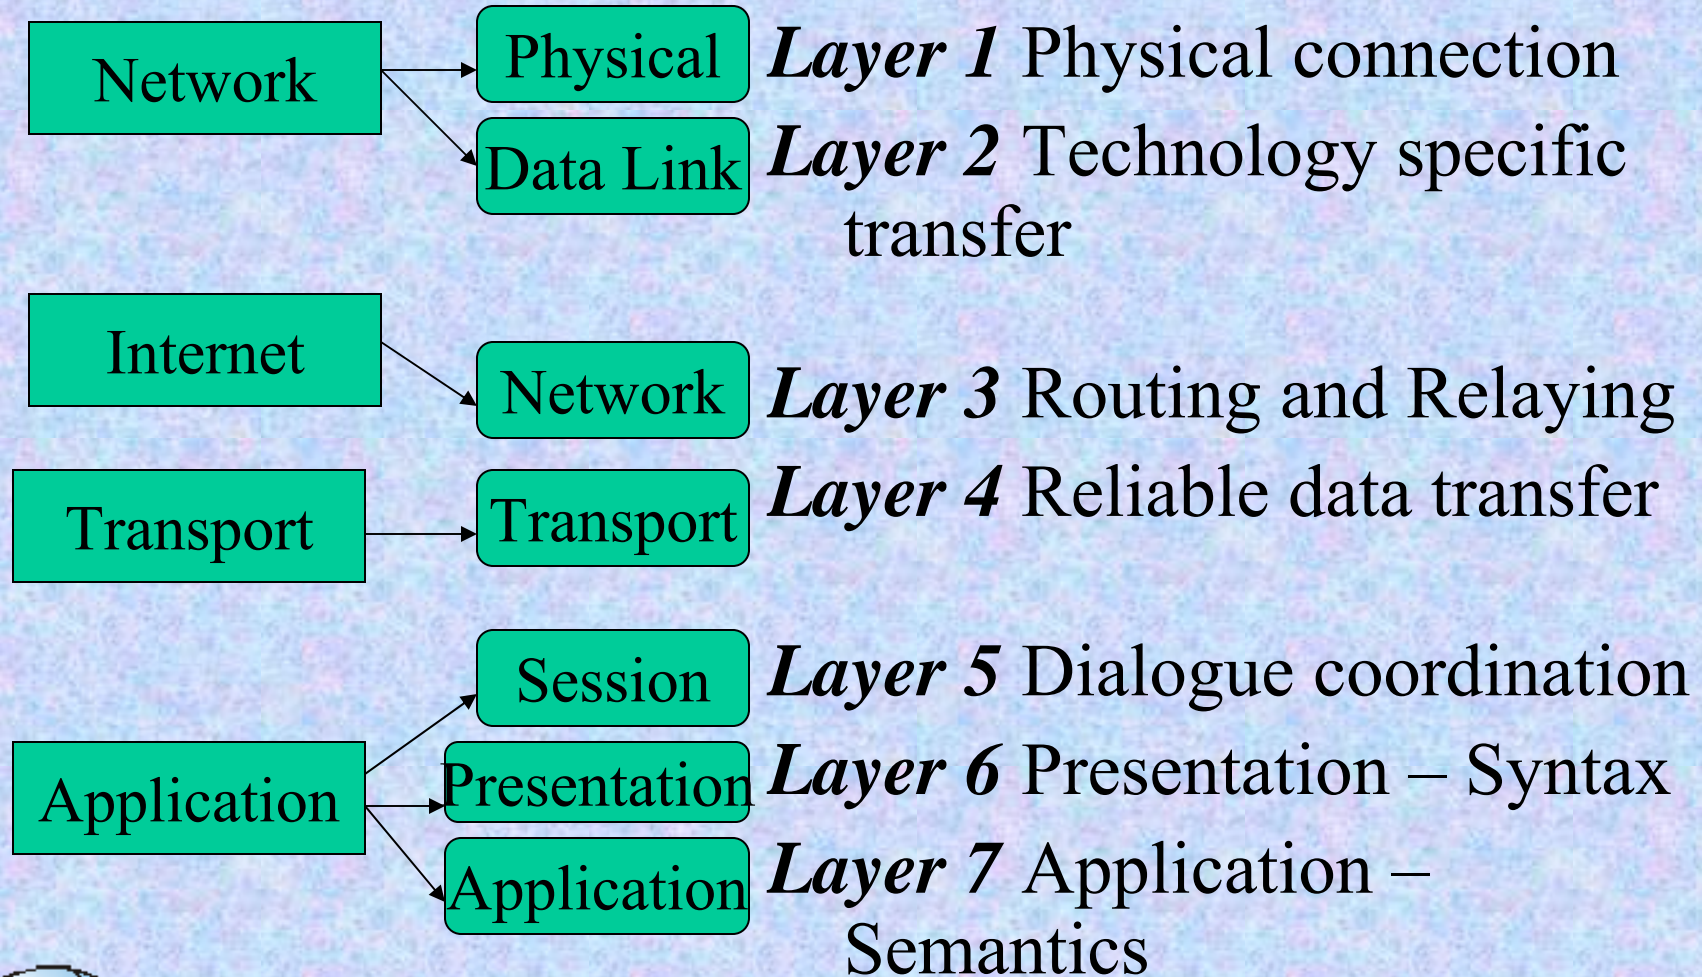 Network
Physical
Layer 1 Physical connection
Data Link
Layer 2 Technology specific
transfer
Internet
Network
Layer 3 Routing and Relaying
Transport
Transport
Layer 4 Reliable data transfer
Session
Layer 5 Dialogue coordination
Application
Presentation
Layer 6 Presentation – Syntax
Application
Layer 7 Application –
Semantics